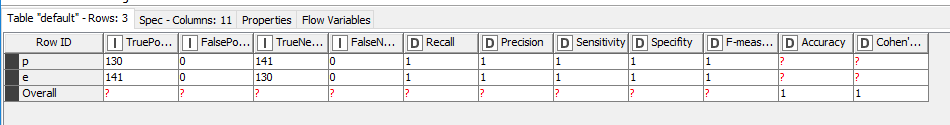 Table "default" - Rows: 3 Spec - Columns: 11 Properties Flow Variables
Row ID I TruePo... I FalsePo... I TrueNe... I FalseN... D Recall D Precision D Sensitivity D Specifity D F-meas... D Accuracy D Cohen'...
p 130 0 141 0 1 1 1 1 1 ? ?
e 141 0 130 0 1 1 1 1 1 ? ?
Overall ? ? ? ? ? ? ? ? ? 1 1